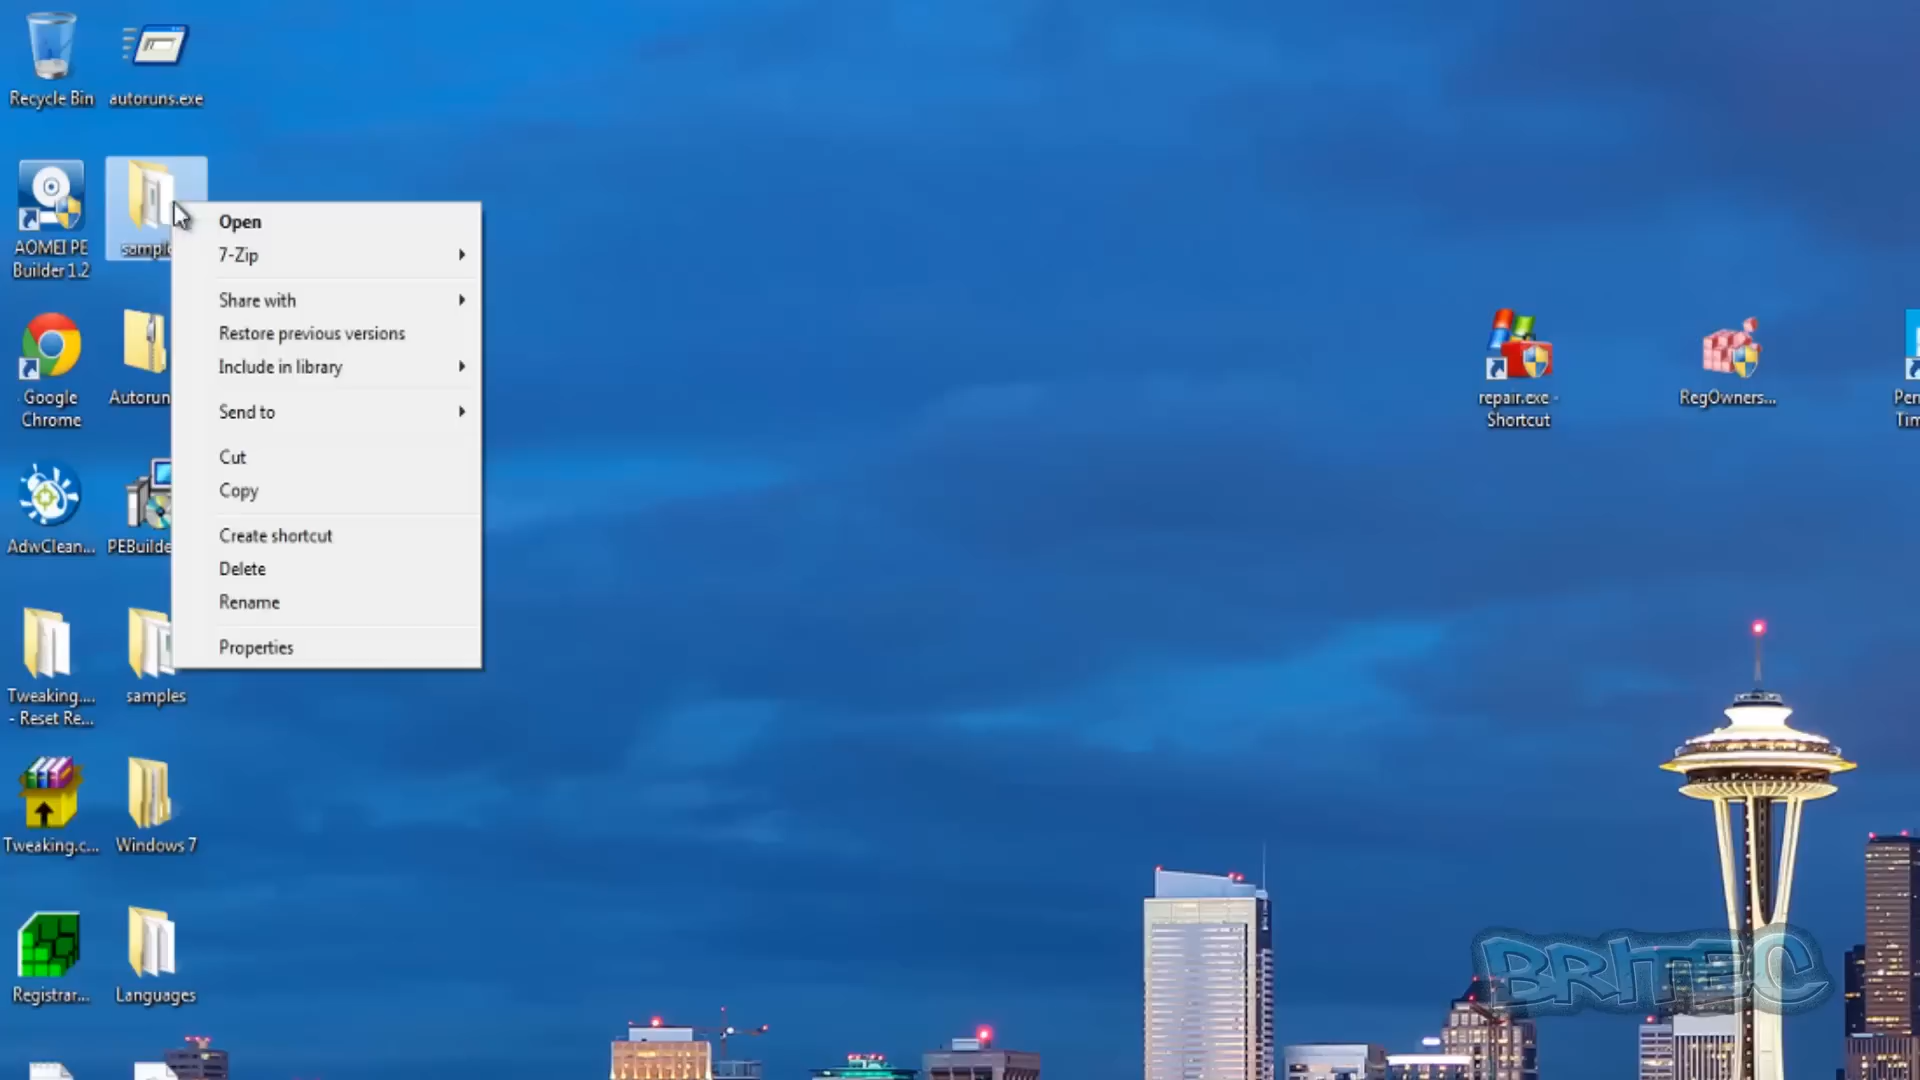 Recycle Bin
autoruns.exe
AOMEI PE
Builder 1.2
Google
Chrome
Autorun
AdwClean...
PEBuilde
Tweaking....
- Reset Re...
samples
Tweaking.c...
Windows 7
Registrar...
Languages
Open
7-Zip
Share with
Restore previous versions
Include in library
Send to
Cut
Copy
Create shortcut
Delete
Rename
Properties
repair.exe -
Shortcut
RegOwners...
Pen
BRITEC